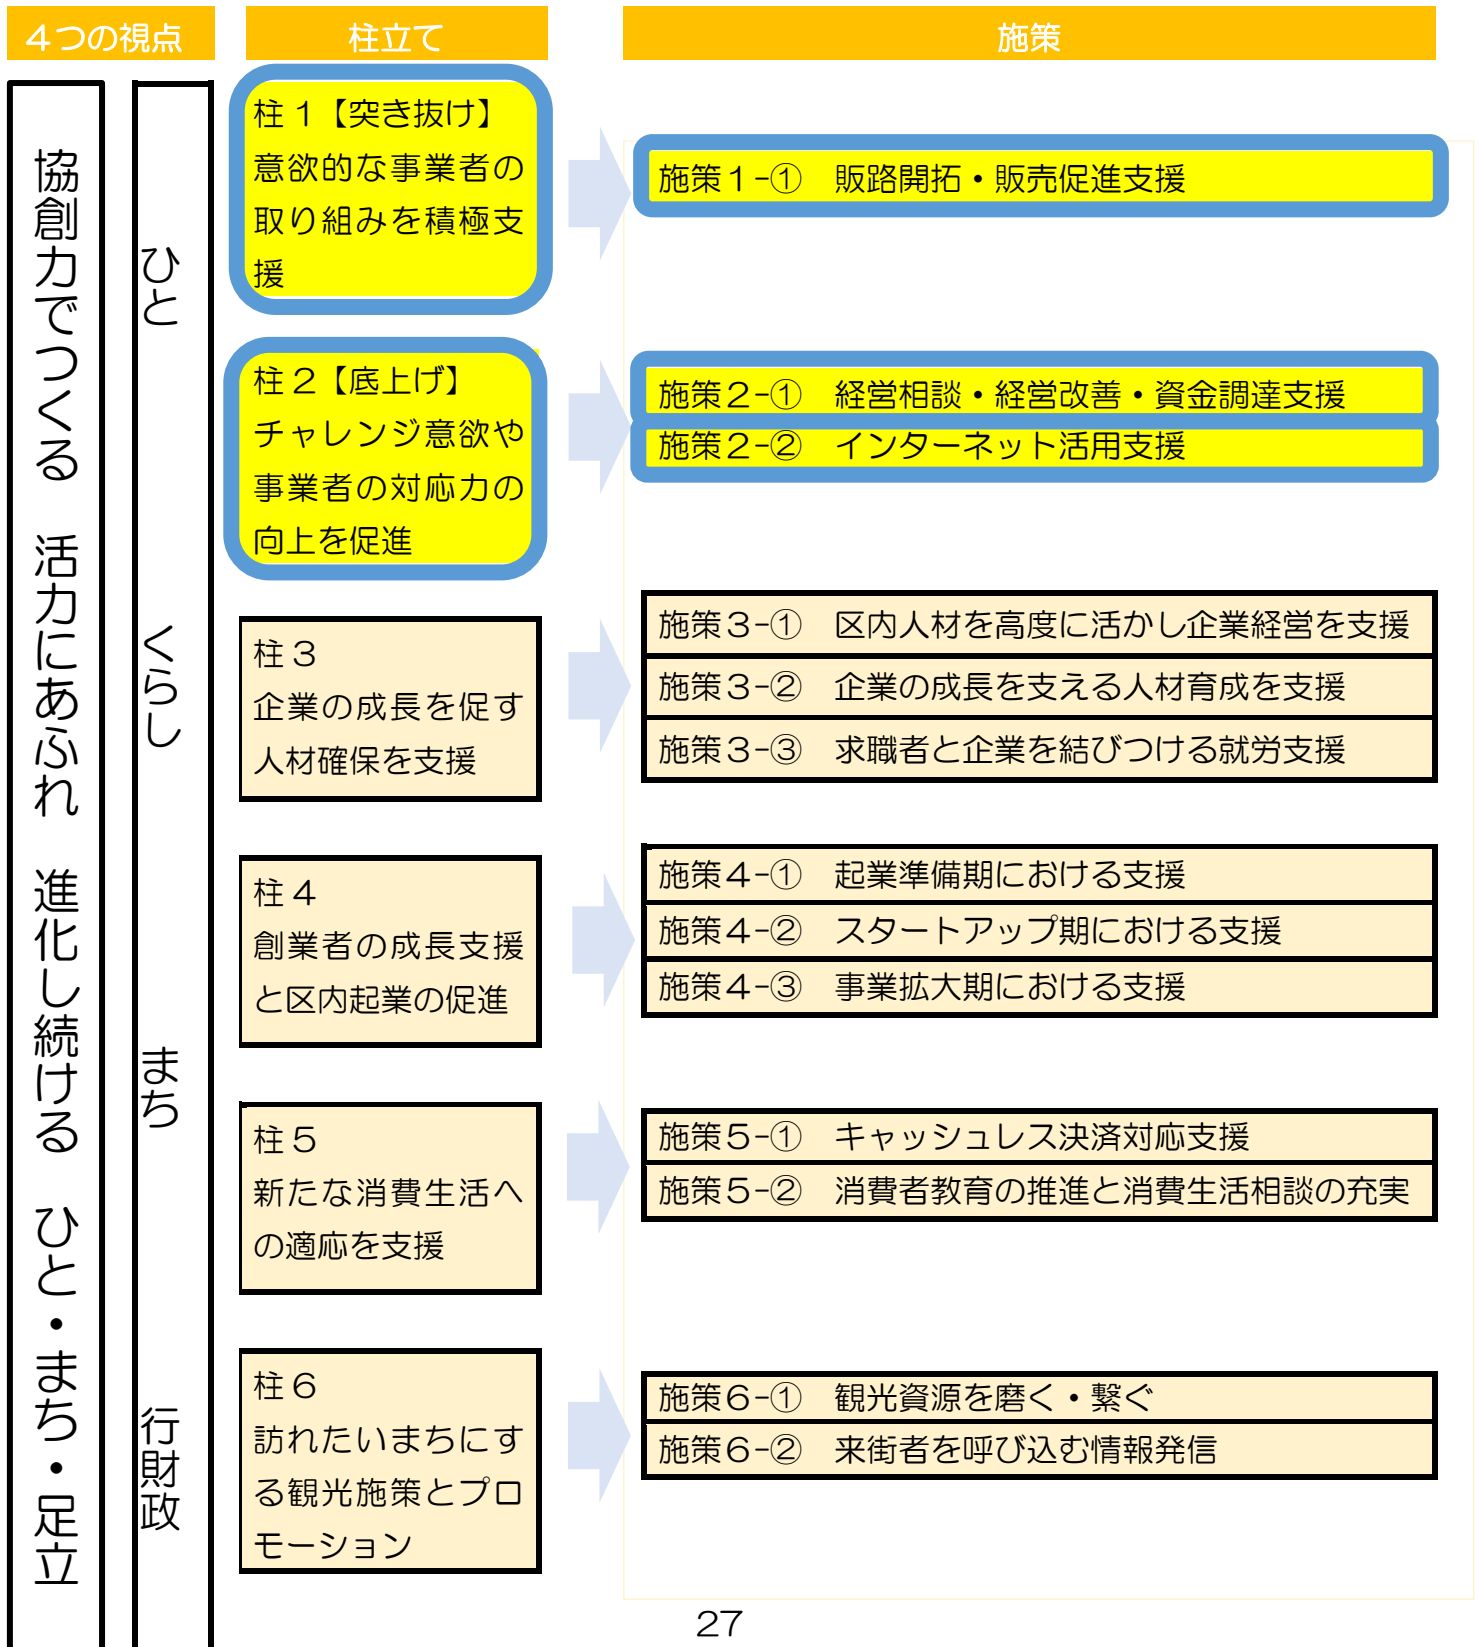 ４つの視点
柱立て
施策
協創力でつくる　活力にあふれ　進化し続ける　ひと・まち・足立
ひと
くらし
まち
行財政
柱１【突き抜け】
意欲的な事業者の
取り組みを積極支
援
施策１-①　販路開拓・販売促進支援
柱２【底上げ】
チャレンジ意欲や
事業者の対応力の
向上を促進
施策２-①　経営相談・経営改善・資金調達支援
施策２-②　インターネット活用支援
柱３
企業の成長を促す
人材確保を支援
施策３-①　区内人材を高度に活かし企業経営を支援
施策３-②　企業の成長を支える人材育成を支援
施策３-③　求職者と企業を結びつける就労支援
柱４
創業者の成長支援
と区内起業の促進
施策４-①　起業準備期における支援
施策４-②　スタートアップ期における支援
施策４-③　事業拡大期における支援
柱５
新たな消費生活へ
の適応を支援
施策５-①　キャッシュレス決済対応支援
施策５-②　消費者教育の推進と消費生活相談の充実
柱６
訪れたいまちにす
る観光施策とプロ
モーション
施策６-①　観光資源を磨く・繋ぐ
施策６-②　来街者を呼び込む情報発信
27